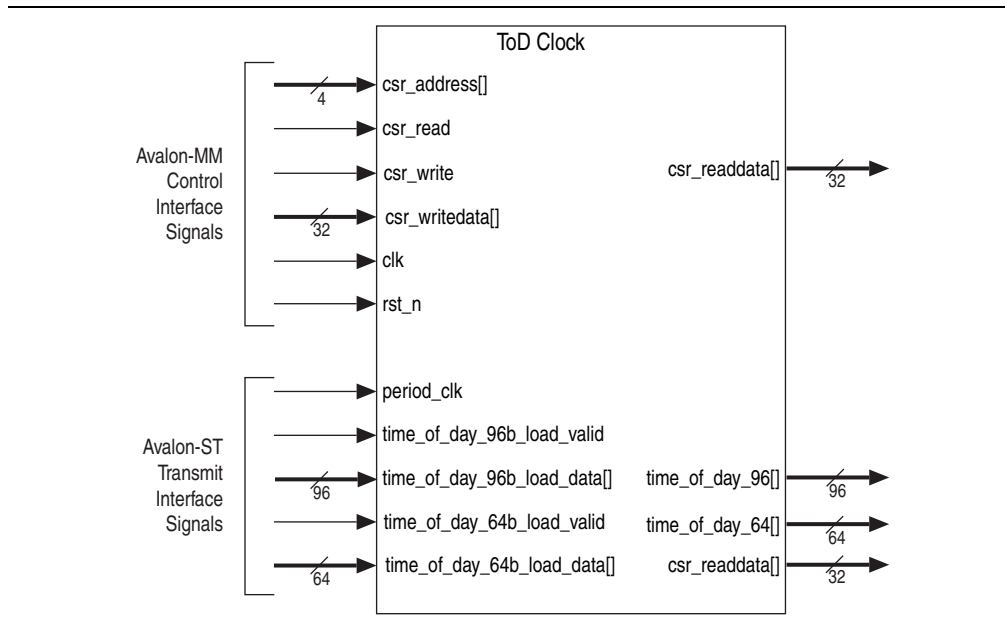 ToD Clock
Avalon-MM
Control
Interface
Signals
4
csr_address[]
csr_read
csr_write
32
csr_writedata[]
clk
rst_n
csr_readdata[]
32
Avalon-ST
Transmit
Interface
Signals
period_clk
time_of_day_96b_load_valid
96
time_of_day_96b_load_data[]
time_of_day_64b_load_valid
64
time_of_day_64b_load_data[]
time_of_day_96[]
96
time_of_day_64[]
64
csr_readdata[]
32